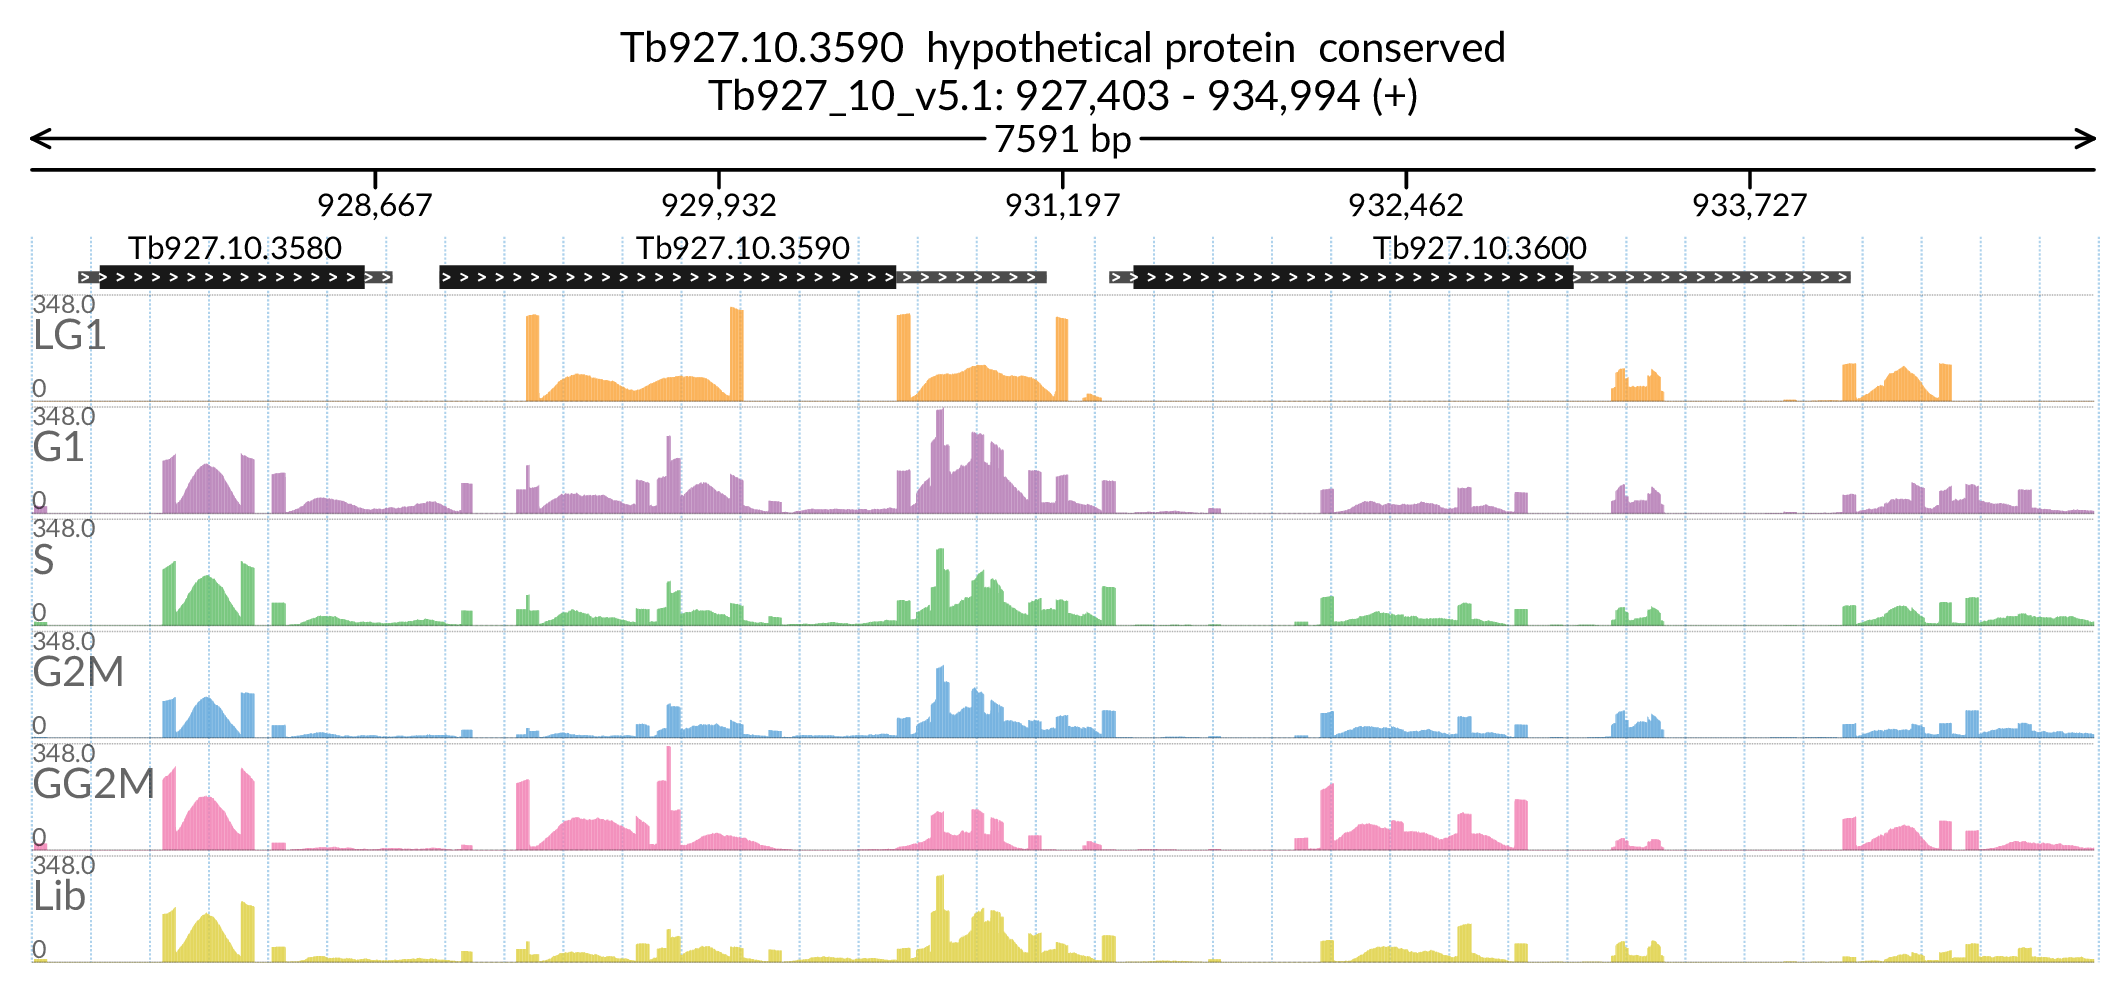 Tb927.10.3590  hypothetical protein  conserved
Tb927_10_v5.1: 927,403 - 934,994 (+)
7591 bp
928,667 929,932 931,197 932,462 933,727
Tb927.10.3580 Tb927.10.3590 Tb927.10.3600
348.0
LG1
0
348.0
G1
0
348.0
S
0
348.0
G2M
0
348.0
GG2M
0
348.0
Lib
0